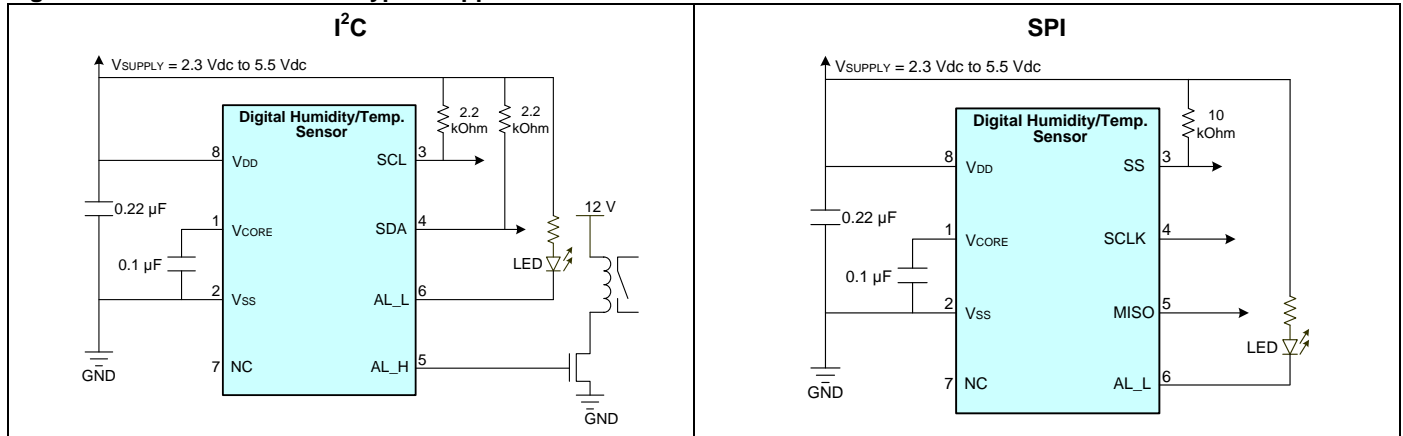 I²C
VSUPPLY = 2.3 Vdc to 5.5 Vdc
Digital Humidity/Temp.
Sensor
2.2
kOhm
2.2
kOhm
8 VDD
SCL 3
0.22 µF
1 VCORE
SDA 4
12 V
0.1 µF
LED
2 VSS
AL_L 6
7 NC
AL_H 5
GND
GND
SPI
VSUPPLY = 2.3 Vdc to 5.5 Vdc
Digital Humidity/Temp.
Sensor
10
kOhm
8 VDD
SS 3
0.22 µF
1 VCORE
SCLK 4
0.1 µF
2 VSS
MISO 5
LED
7 NC
AL_L 6
GND